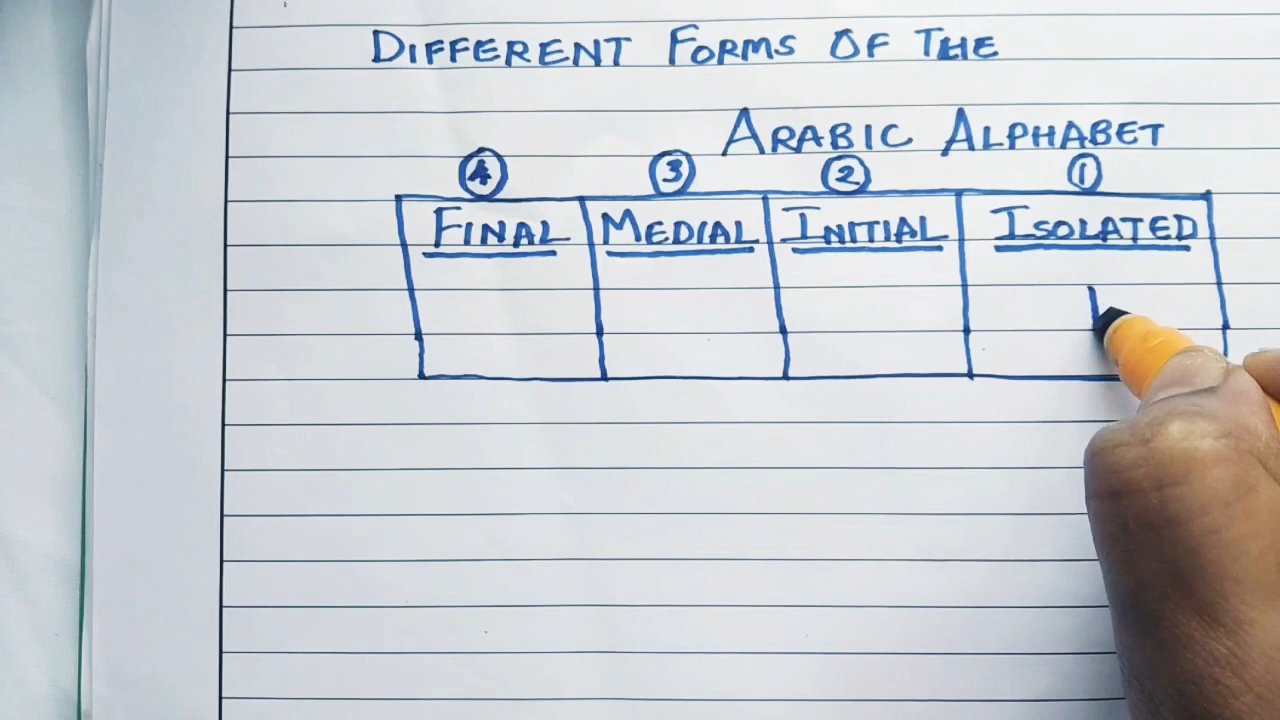 DIFFERENT FORMS OF THE
ARABIC ALPHABET
4 3 2 1
FINAL MEDIAL INITIAL ISOLATED